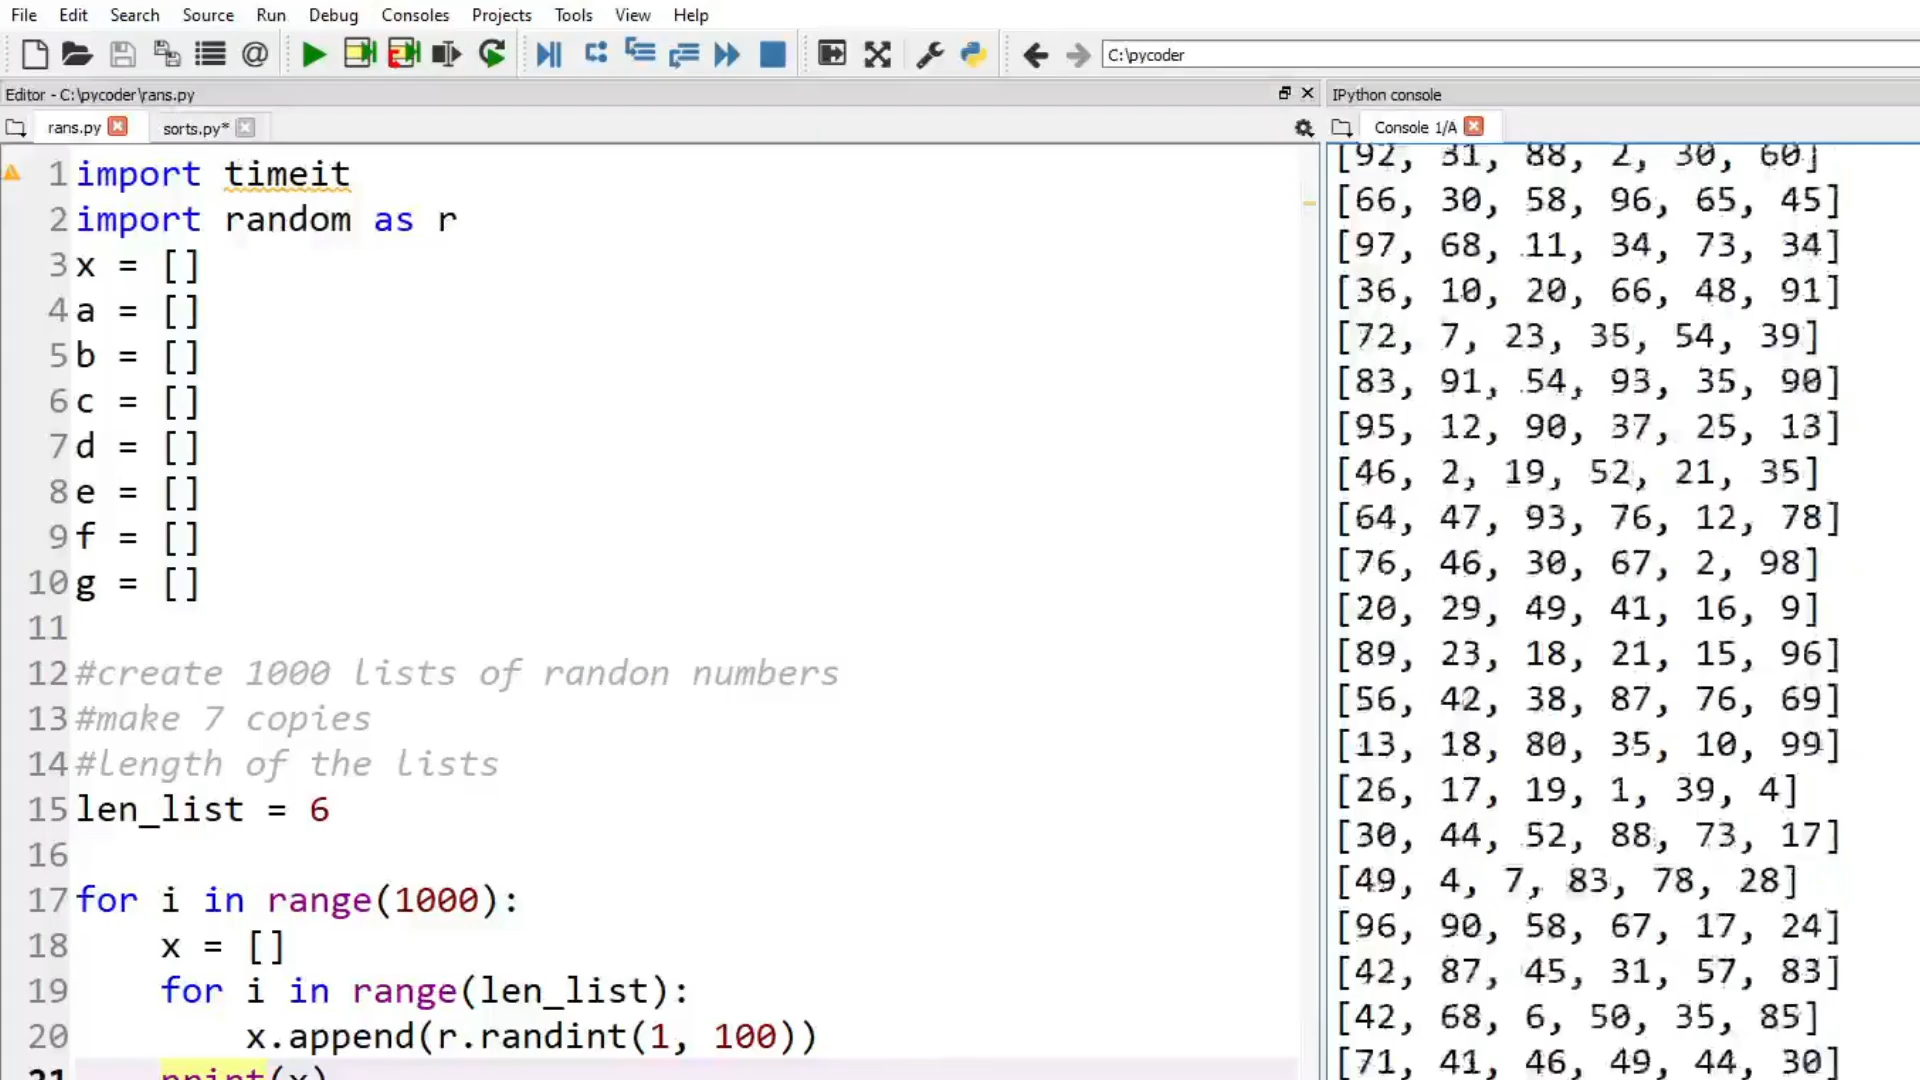 File Edit Search Source Run Debug Consoles Projects Tools View Help
C:\pycoder
Editor - C:\pycoder\rans.py
rans.py sorts.py*
1 import timeit
2 import random as r
3 x = []
4 a = []
5 b = []
6 c = []
7 d = []
8 e = []
9 f = []
10 g = []
11
12 #create 1000 lists of randon numbers
13 #make 7 copies
14 #length of the lists
15 len_list = 6
16
17 for i in range(1000):
18 x = []
19 for i in range(len_list):
20 x.append(r.randint(1, 100))
21 print(x)
IPython console
Console 1/A
[92, 31, 88, 2, 30, 60]
[66, 30, 58, 96, 65, 45]
[97, 68, 11, 34, 73, 34]
[36, 10, 20, 66, 48, 91]
[72, 7, 23, 35, 54, 39]
[83, 91, 54, 93, 35, 90]
[95, 12, 90, 37, 25, 13]
[46, 2, 19, 52, 21, 35]
[64, 47, 93, 76, 12, 78]
[76, 46, 30, 67, 2, 98]
[20, 29, 49, 41, 16, 9]
[89, 23, 18, 21, 15, 96]
[56, 42, 38, 87, 76, 69]
[13, 18, 80, 35, 10, 99]
[26, 17, 19, 1, 39, 4]
[30, 44, 52, 88, 73, 17]
[49, 4, 7, 83, 78, 28]
[96, 90, 58, 67, 17, 24]
[42, 87, 45, 31, 57, 83]
[42, 68, 6, 50, 35, 85]
[71, 41, 46, 49, 44, 30]